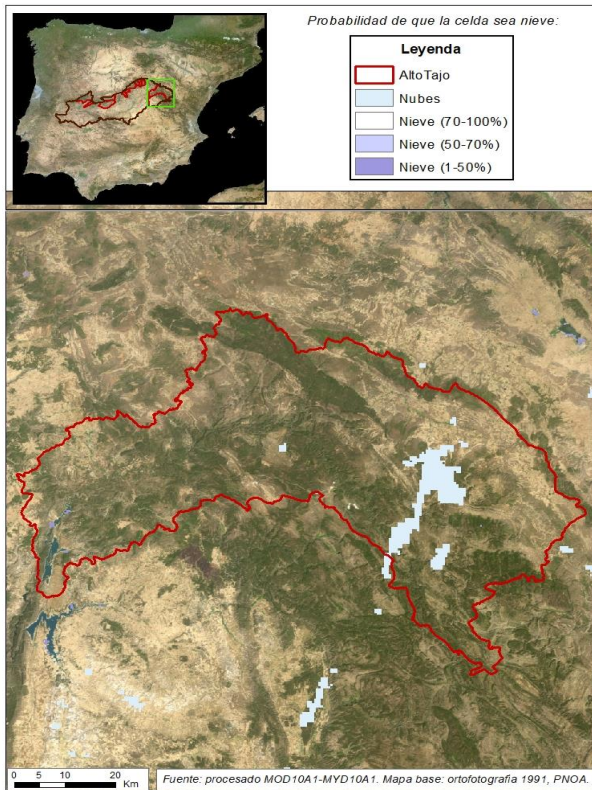 Probabilidad de que la celda sea nieve:
Leyenda
AltoTajo
Nubes
Nieve (70-100%)
Nieve (50-70%)
Nieve (1-50%)
0 5 10 20
Km
Fuente: procesado MOD10A1-MYD10A1. Mapa base: ortofotografia 1991, PNOA.